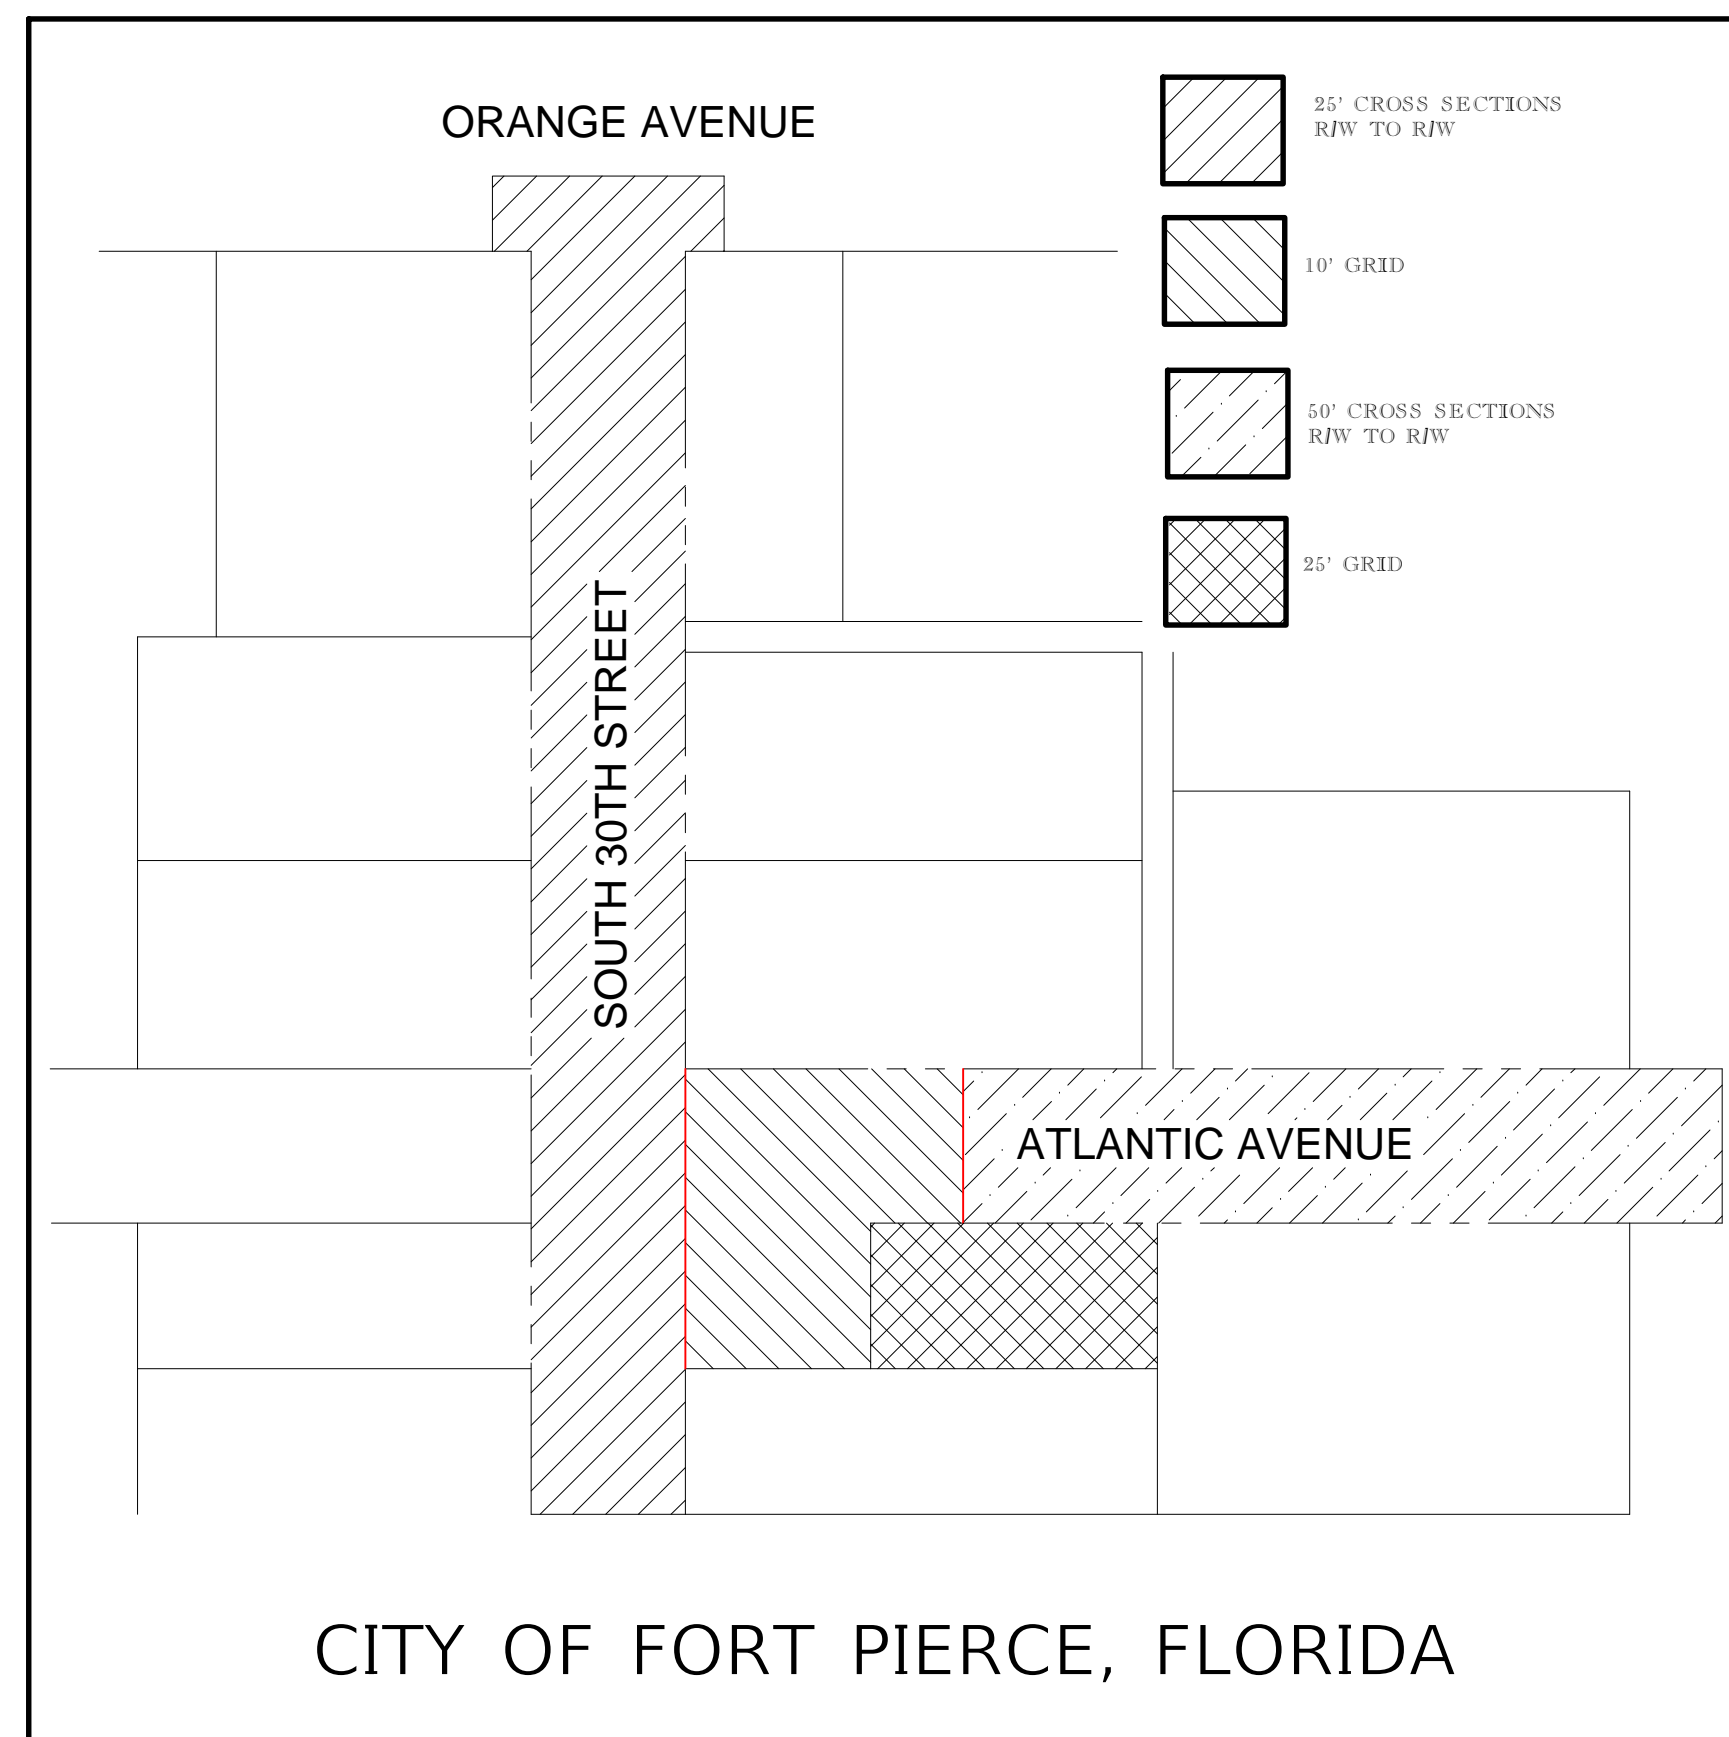 ORANGE AVENUE
25' CROSS SECTIONS
R/W TO R/W
10' GRID
50' CROSS SECTIONS
R/W TO R/W
25' GRID
SOUTH 30TH STREET
ATLANTIC AVENUE
CITY OF FORT PIERCE, FLORIDA